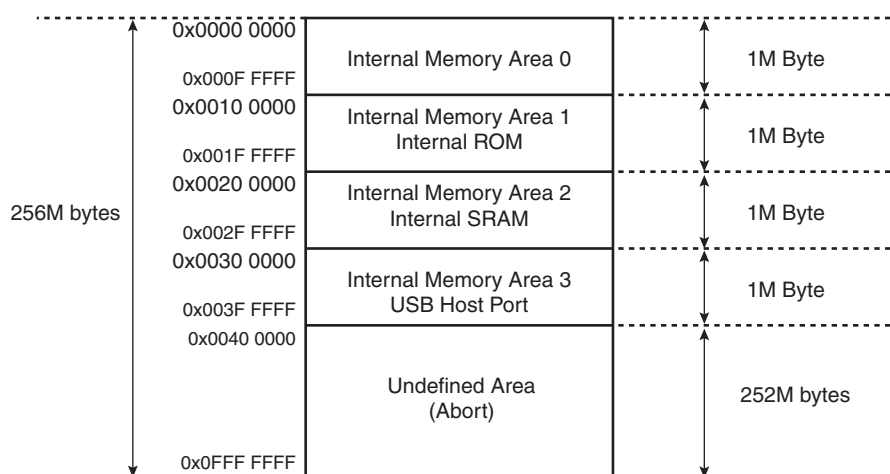 0x0000 0000
Internal Memory Area 0
1M Byte
0x000F FFFF
0x0010 0000
Internal Memory Area 1
Internal ROM
1M Byte
0x001F FFFF
0x0020 0000
256M bytes
Internal Memory Area 2
Internal SRAM
1M Byte
0x002F FFFF
0x0030 0000
Internal Memory Area 3
USB Host Port
1M Byte
0x003F FFFF
0x0040 0000
Undefined Area
(Abort)
252M bytes
0x0FFF FFFF